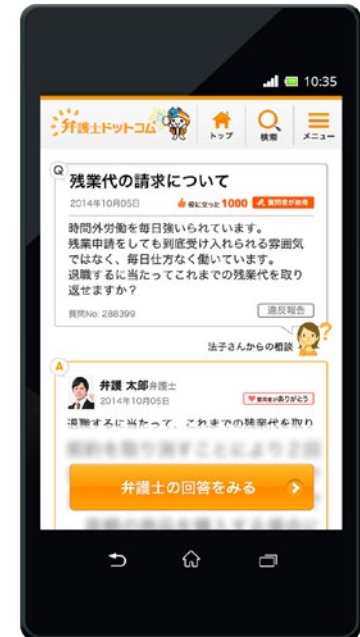 10:35
弁護士ドットコム
トップ
検索
メニュー
Q
残業代の請求について
2014年10月05日
役に立った 1000
質問者が納得
時間外労働を毎日強いられています。
残業申請をしても到底受け入れられる雰囲気
ではなく、毎日仕方なく働いています。
退職するに当たってこれまでの残業代を取り
返せますか？
質問No: 288399
違反報告
法子さんからの相談
A
弁護 太郎弁護士
2014年10月05日
質問者がありがとう
退職するに当たって、これまでの残業代を取り
弁護士の回答をみる